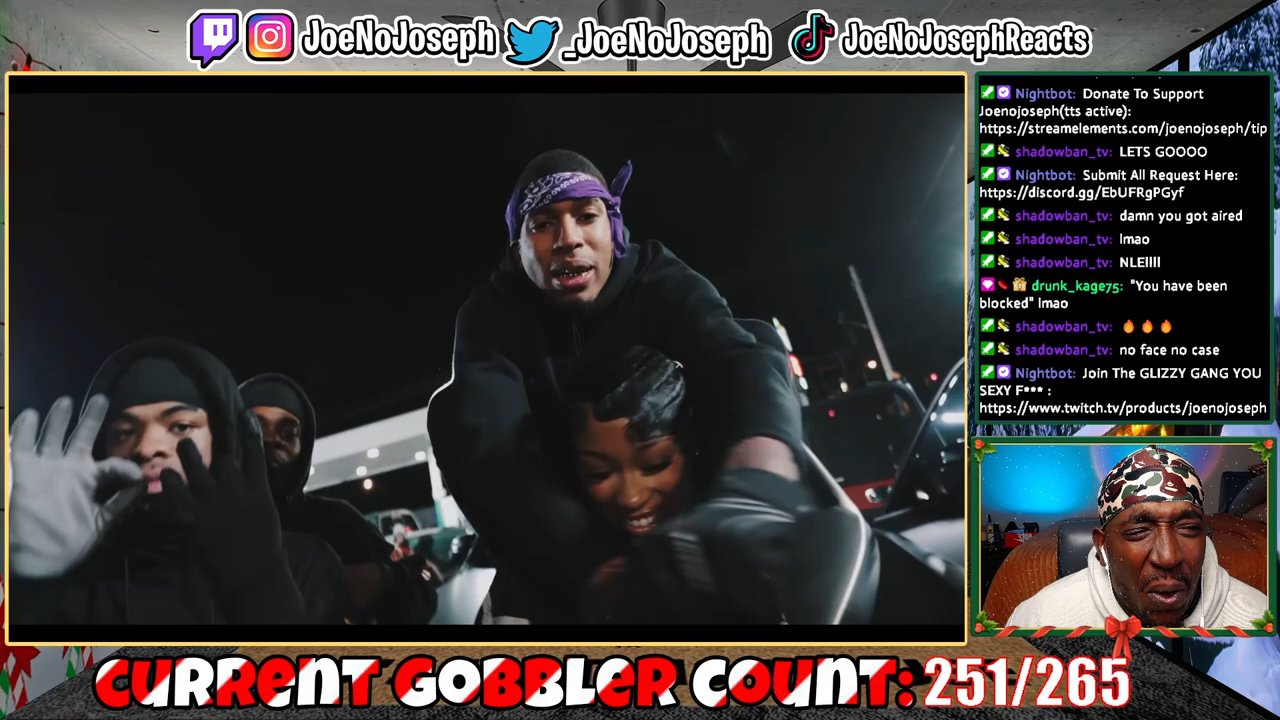 JoeNoJoseph _JoeNoJoseph JoeNoJosephReacts
Nightbot: Donate To Support
Joenojoseph(tts active):
https://streamelements.com/joenojoseph/tip
shadowban_tv: LETS GOOOO
Nightbot: Submit All Request Here:
https://discord.gg/EbUFRgPGyf
shadowban_tv: damn you got aired
shadowban_tv: lmao
shadowban_tv: NLEllll
drunk_kage75: "You have been
blocked" lmao
shadowban_tv: 🔥 🔥 🔥
shadowban_tv: no face no case
Nightbot: Join The GLIZZY GANG YOU
SEXY F*** :
https://www.twitch.tv/products/joenojoseph
CURRENT GOBBLER COUNT: 251/265